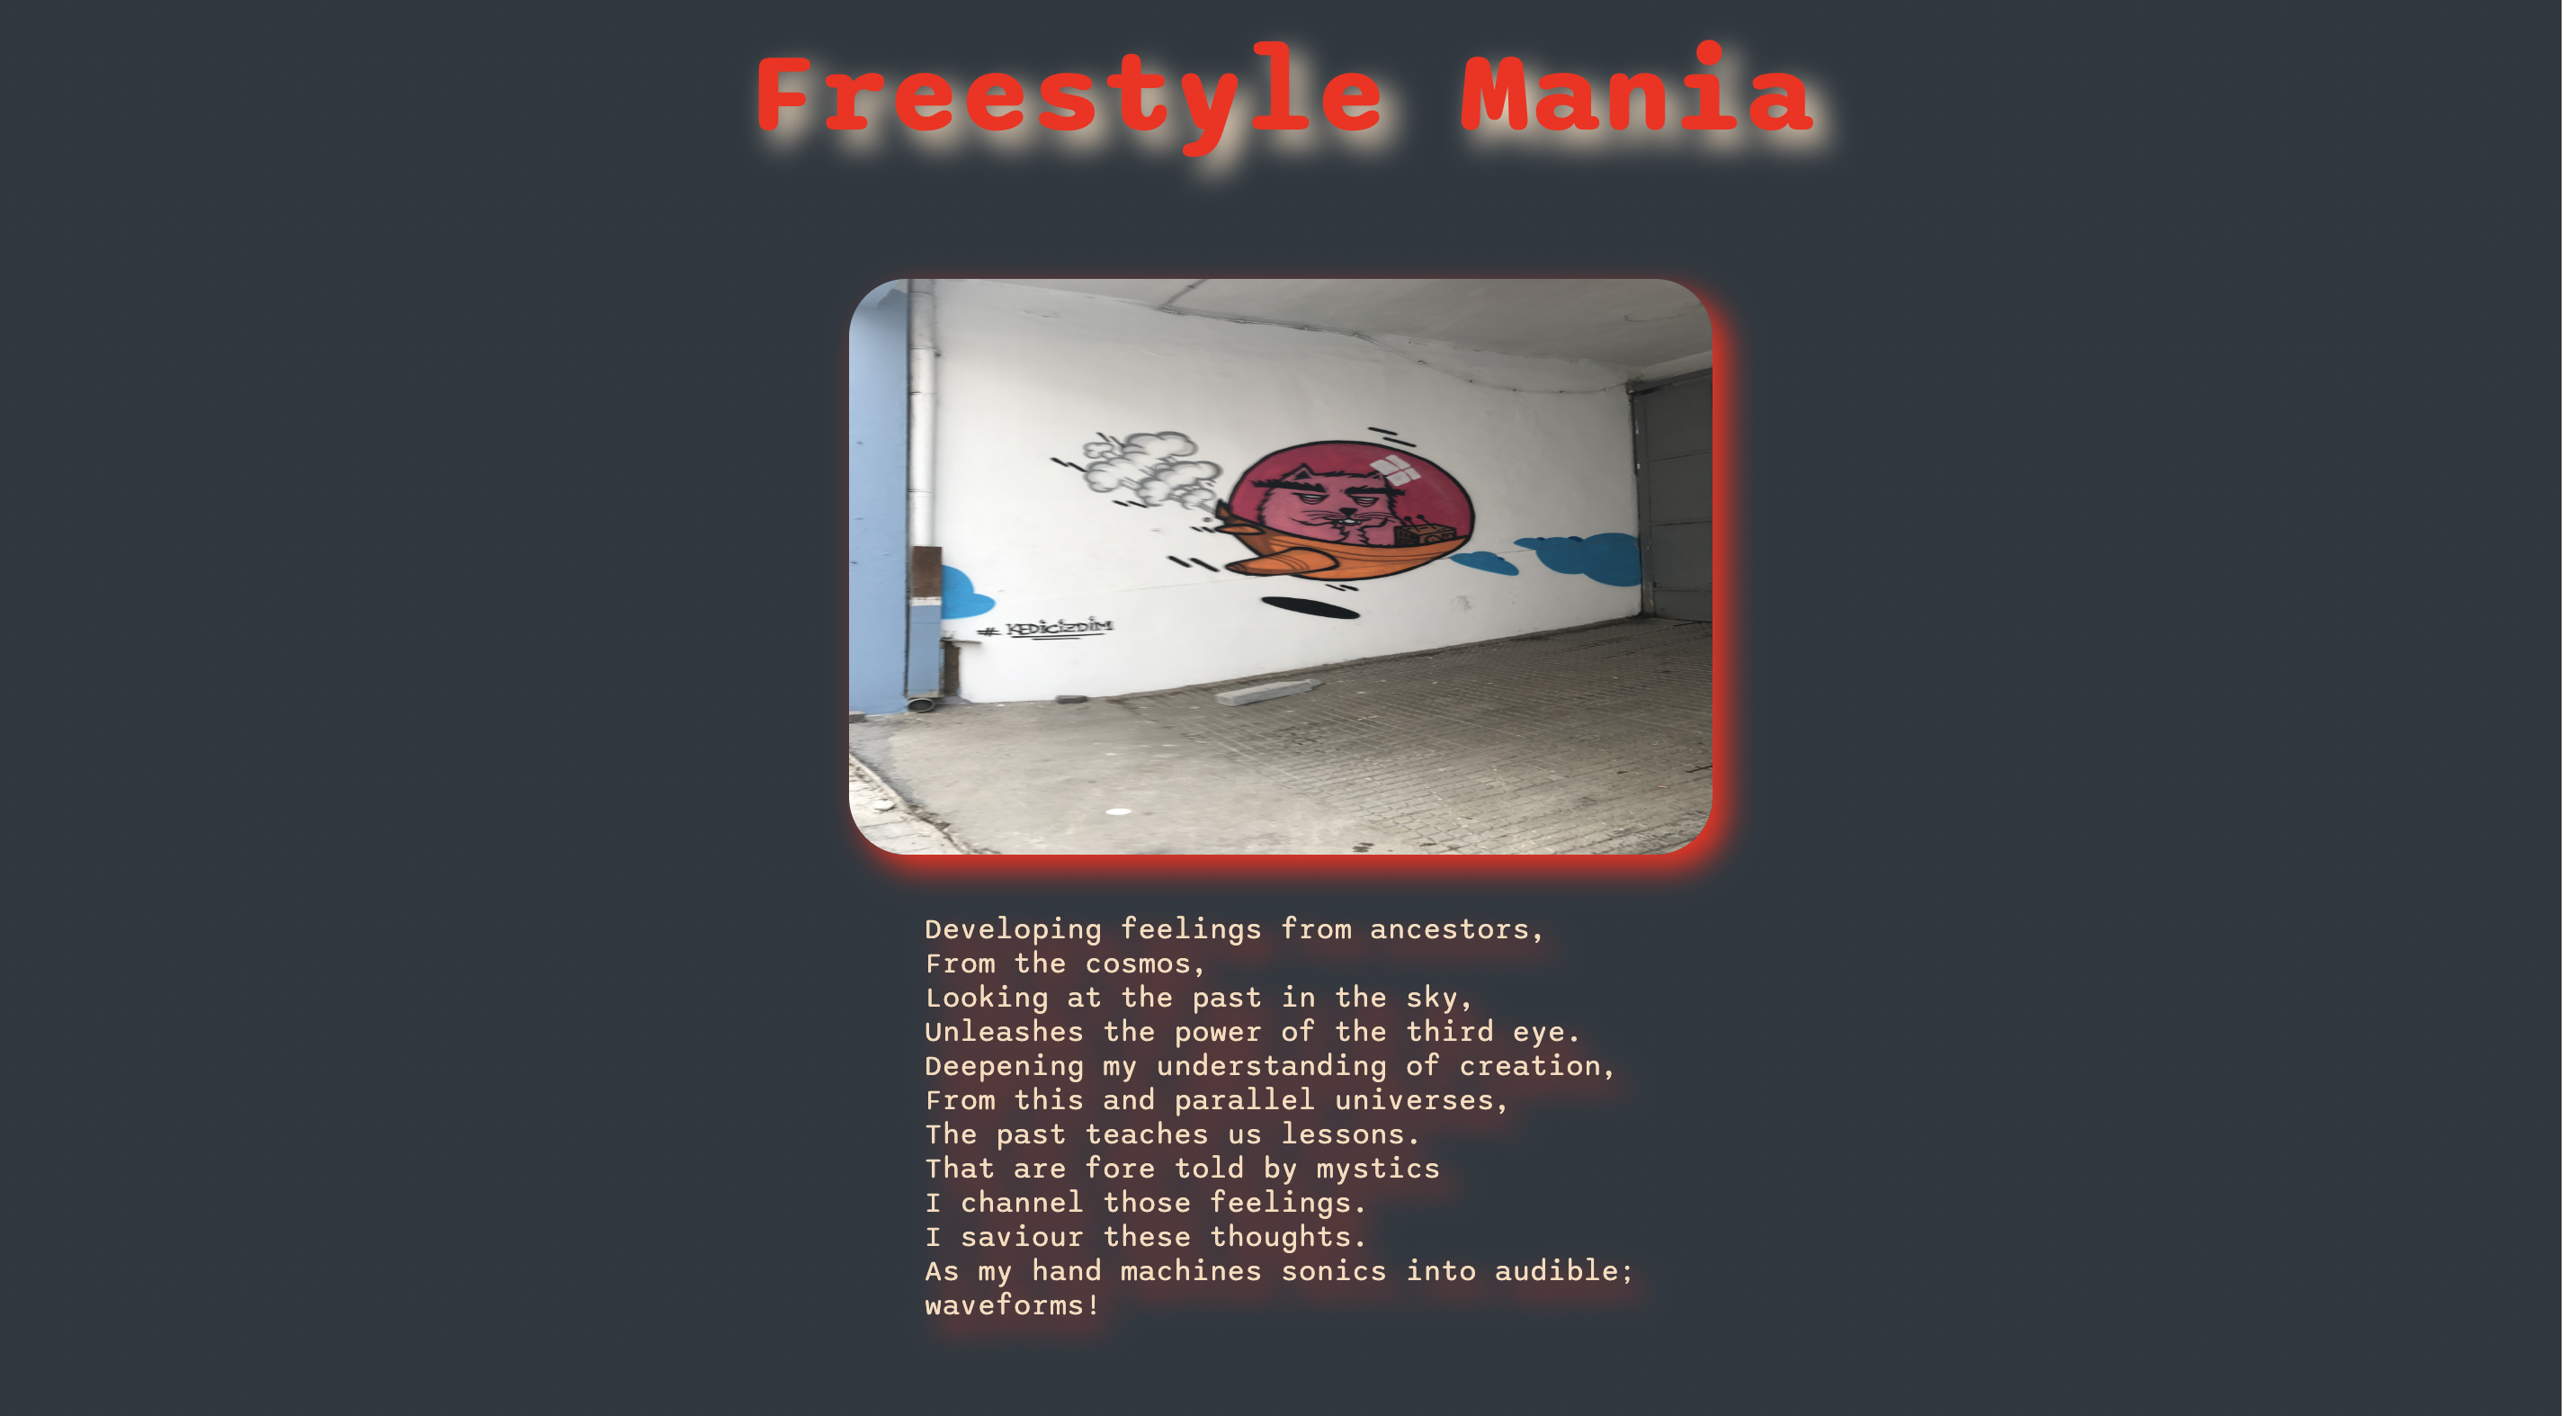 Freestyle Mania
# KEDİCİZDİM
Developing feelings from ancestors,
From the cosmos,
Looking at the past in the sky,
Unleashes the power of the third eye.
Deepening my understanding of creation,
From this and parallel universes,
The past teaches us lessons.
That are fore told by mystics
I channel those feelings.
I saviour these thoughts.
As my hand machines sonics into audible;
waveforms!